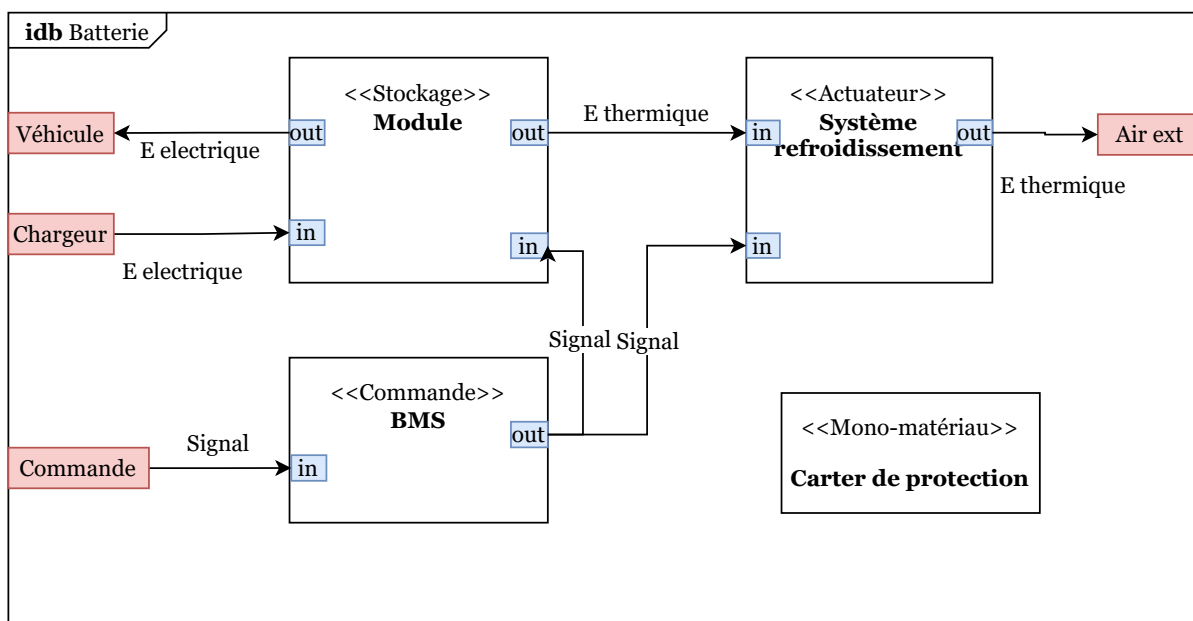 idb Batterie
<<Stockage>>
Module
<<Actuateur>>
Système
refroidissement
Véhicule
out
out
E thermique
in
out
Air ext
E electrique
E thermique
Chargeur
in
in
in
E electrique
Signal
Signal
<<Commande>>
BMS
out
Signal
Commande
in
<<Mono-matériau>>
Carter de protection